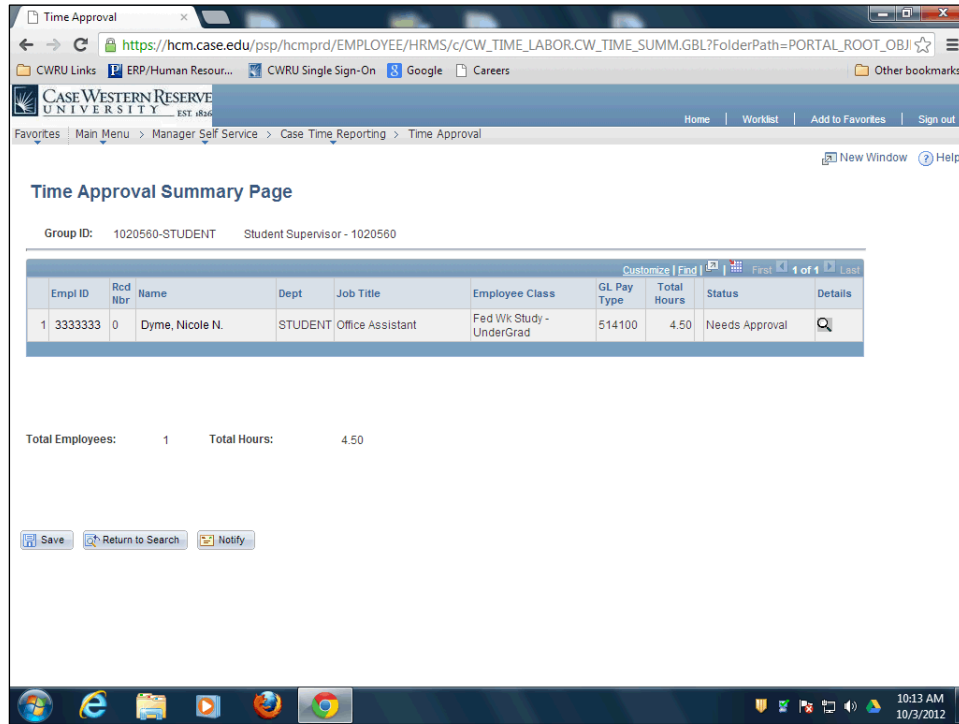 Time Approval
https://hcm.case.edu/psp/hcmprd/EMPLOYEE/HRMS/c/CW_TIME_LABOR.CW_TIME_SUMM.GBL?FolderPath=PORTAL_ROOT_OBJ
CWRU Links ERP/Human Resour... CWRU Single Sign-On Google Careers Other bookmarks
CASE WESTERN RESERVE
UNIVERSITY EST. 1826
Home | Worklist | Add to Favorites | Sign out
Favorites Main Menu > Manager Self Service > Case Time Reporting > Time Approval
New Window ? Help
Time Approval Summary Page
Group ID: 1020560-STUDENT Student Supervisor - 1020560
Customize | Find | | First 1 of 1 Last
Empl ID Rcd Nbr Name Dept Job Title Employee Class GL Pay Type Total Hours Status Details
1 3333333 0 Dyme, Nicole N. STUDENT Office Assistant Fed Wk Study - UnderGrad 514100 4.50 Needs Approval
Total Employees: 1 Total Hours: 4.50
Save Return to Search Notify
10:13 AM
10/3/2012